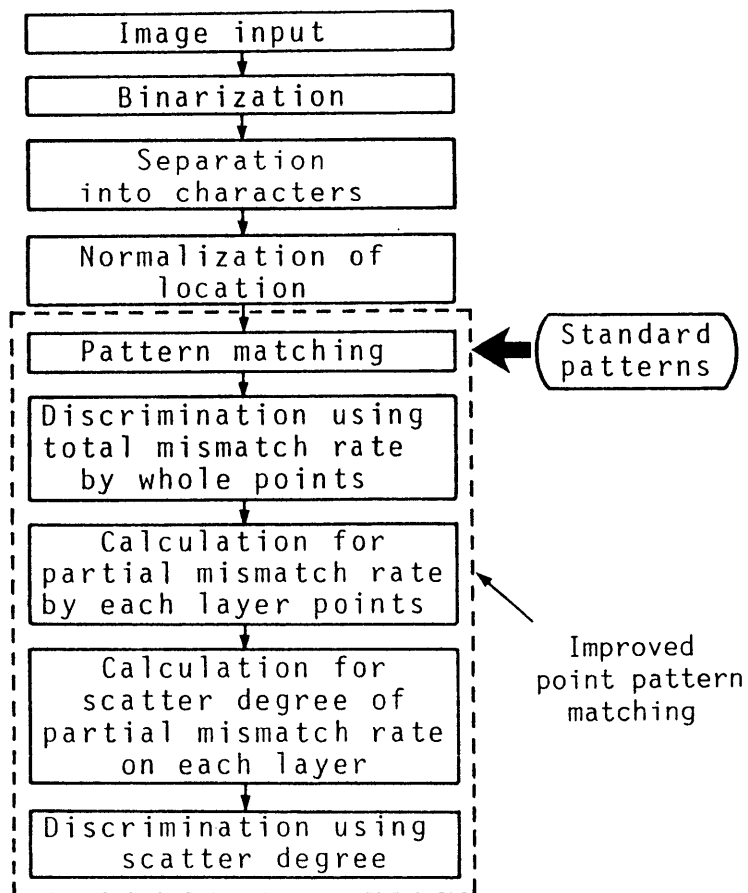 Image input
Binarization
Separation
into characters
Normalization of
location
Pattern matching
Standard
patterns
Discrimination using
total mismatch rate
by whole points
Calculation for
partial mismatch rate
by each layer points
Improved
point pattern
matching
Calculation for
scatter degree of
partial mismatch rate
on each layer
Discrimination using
scatter degree